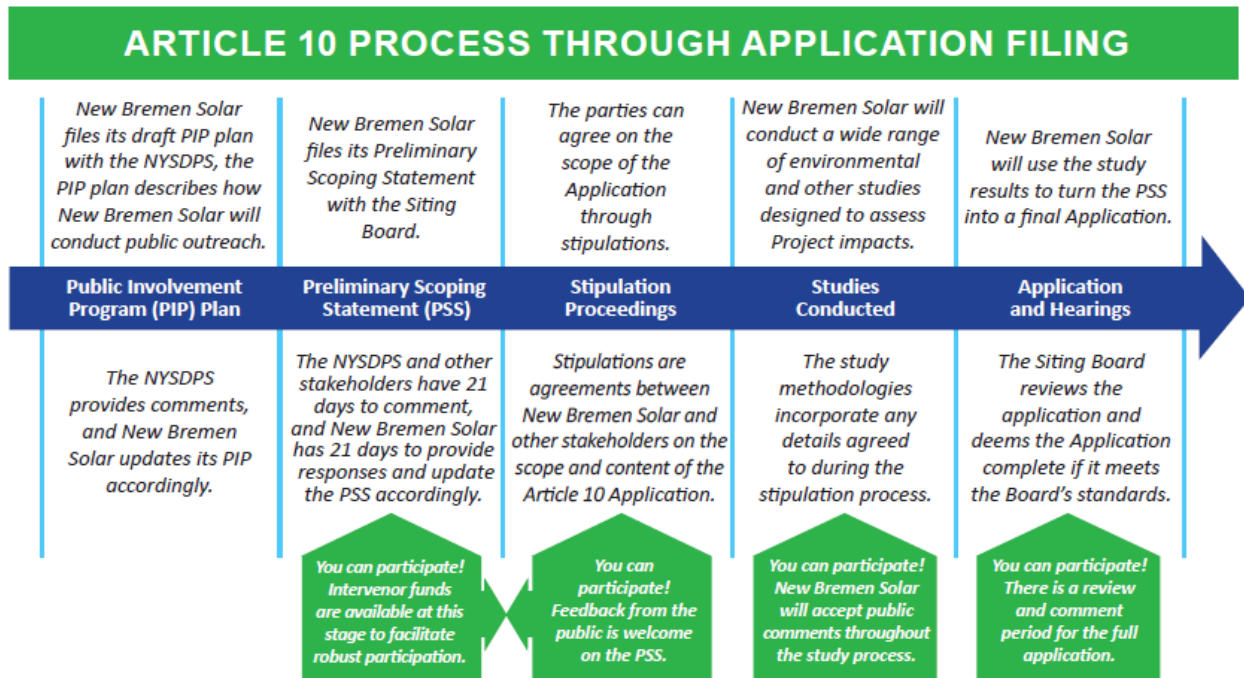 ARTICLE 10 PROCESS THROUGH APPLICATION FILING
New Bremen Solar
files its draft PIP plan
with the NYSDPS, the
PIP plan describes how
New Bremen Solar will
conduct public outreach.
New Bremen Solar
files its Preliminary
Scoping Statement
with the Siting
Board.
The parties can
agree on the
scope of the
Application
through
stipulations.
New Bremen Solar will
conduct a wide range
of environmental
and other studies
designed to assess
Project impacts.
New Bremen Solar
will use the study
results to turn the PSS
into a final Application.
Public Involvement
Program (PIP) Plan
Preliminary Scoping
Statement (PSS)
Stipulation
Proceedings
Studies
Conducted
Application
and Hearings
The NYSDPS
provides comments,
and New Bremen
Solar updates its PIP
accordingly.
The NYSDPS and other
stakeholders have 21
days to comment,
and New Bremen Solar
has 21 days to provide
responses and update
the PSS accordingly.
Stipulations are
agreements between
New Bremen Solar and
other stakeholders on the
scope and content of the
Article 10 Application.
The study
methodologies
incorporate any
details agreed
to during the
stipulation process.
The Siting Board
reviews the
application and
deems the Application
complete if it meets
the Board's standards.
You can participate!
Intervenor funds
are available at this
stage to facilitate
robust participation.
You can
participate!
Feedback from the
public is welcome
on the PSS.
You can participate!
New Bremen Solar
will accept public
comments throughout
the study process.
You can participate!
There is a review
and comment
period for the full
application.